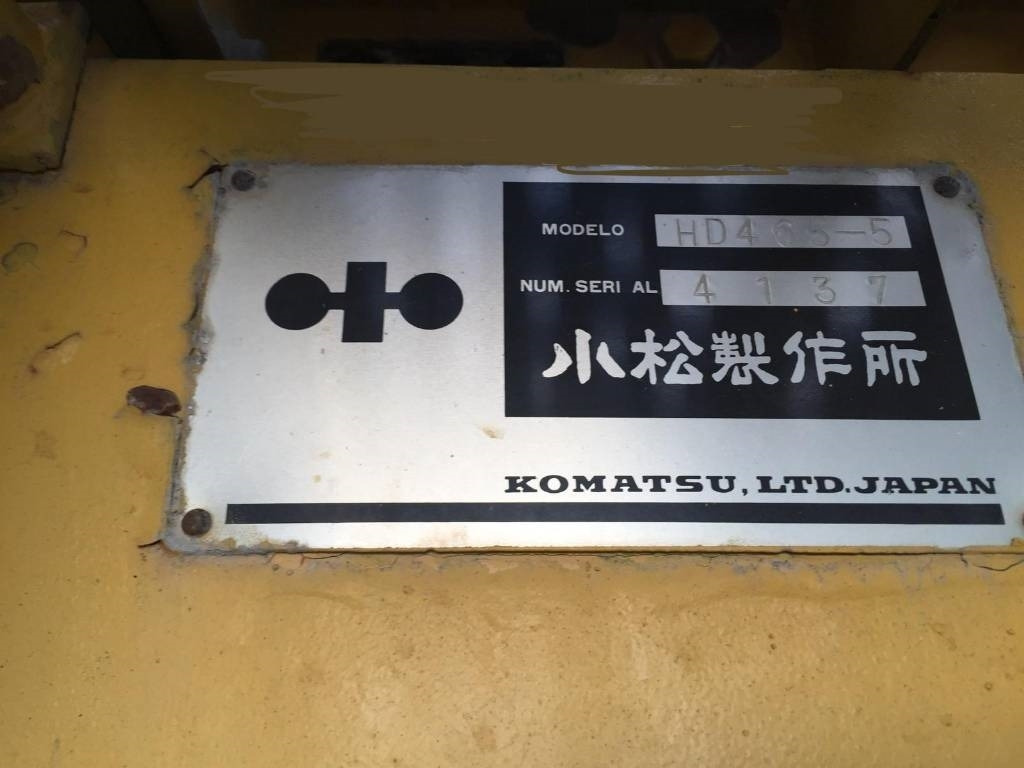 MODELO HD465-5
NUM. SERI AL 4137
小松製作所
KOMATSU, LTD. JAPAN